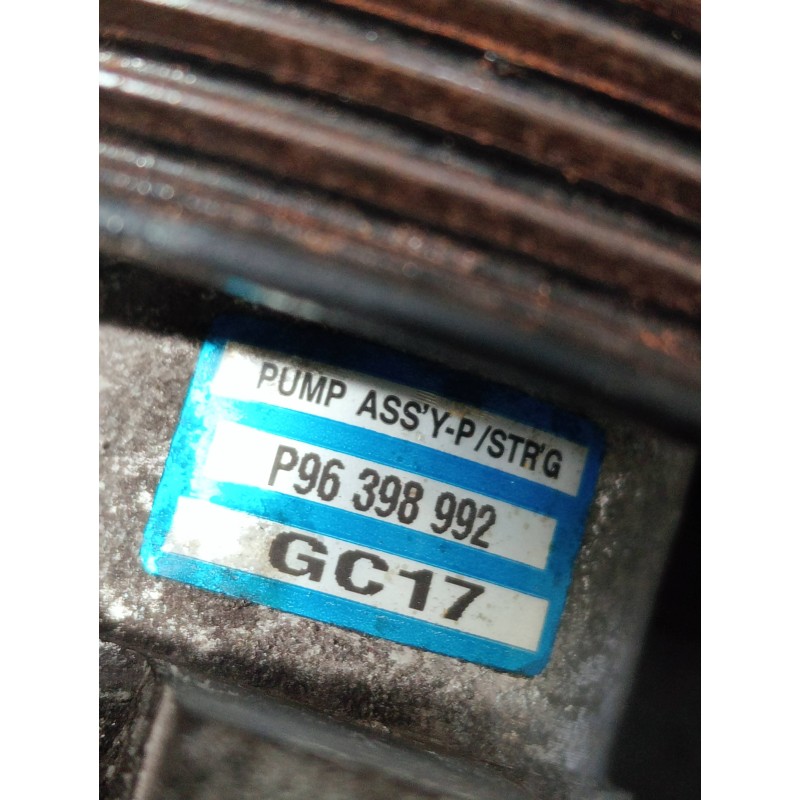 PUMP ASS'Y-P/STR'G
P96 398 992
GC17